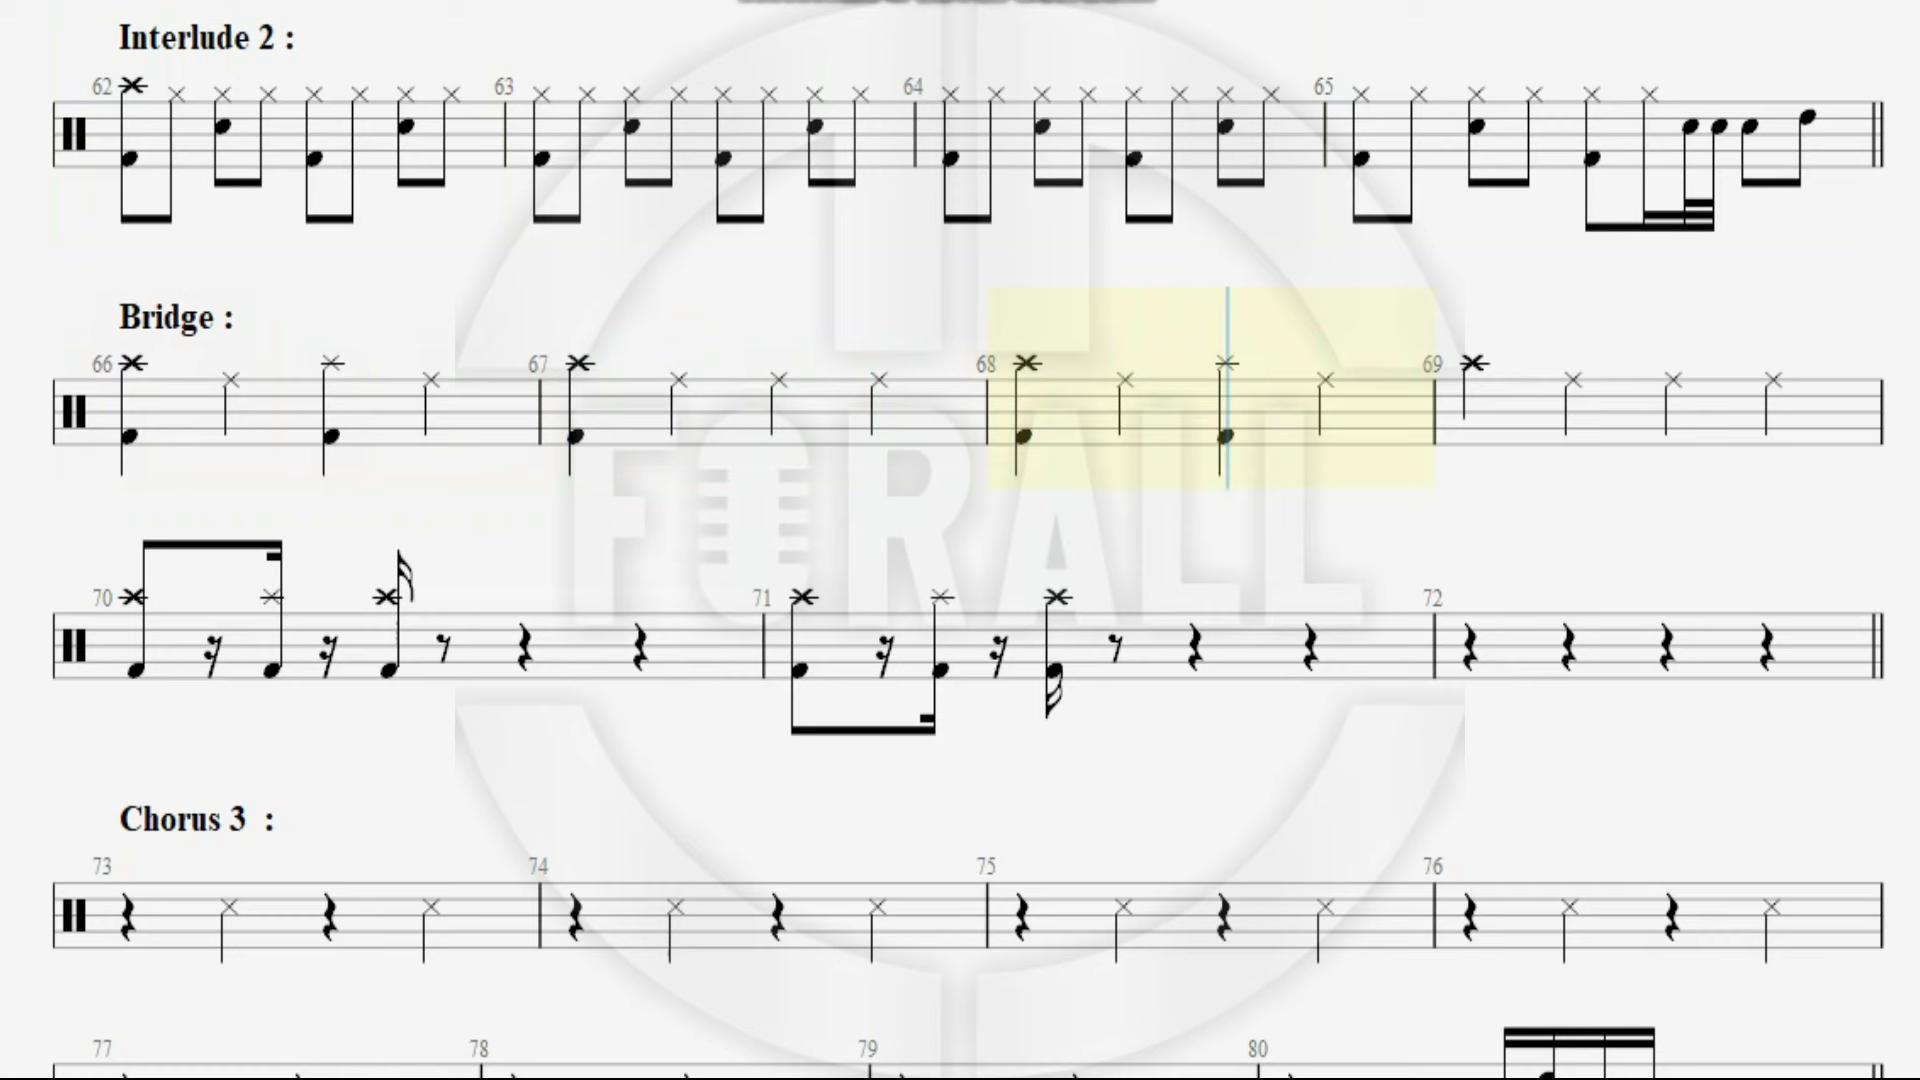 Interlude 2 :
62 63 64 65
Bridge :
66 67 68 69
FORALL
70 71 72
Chorus 3 :
73 74 75 76
77 78 79 80